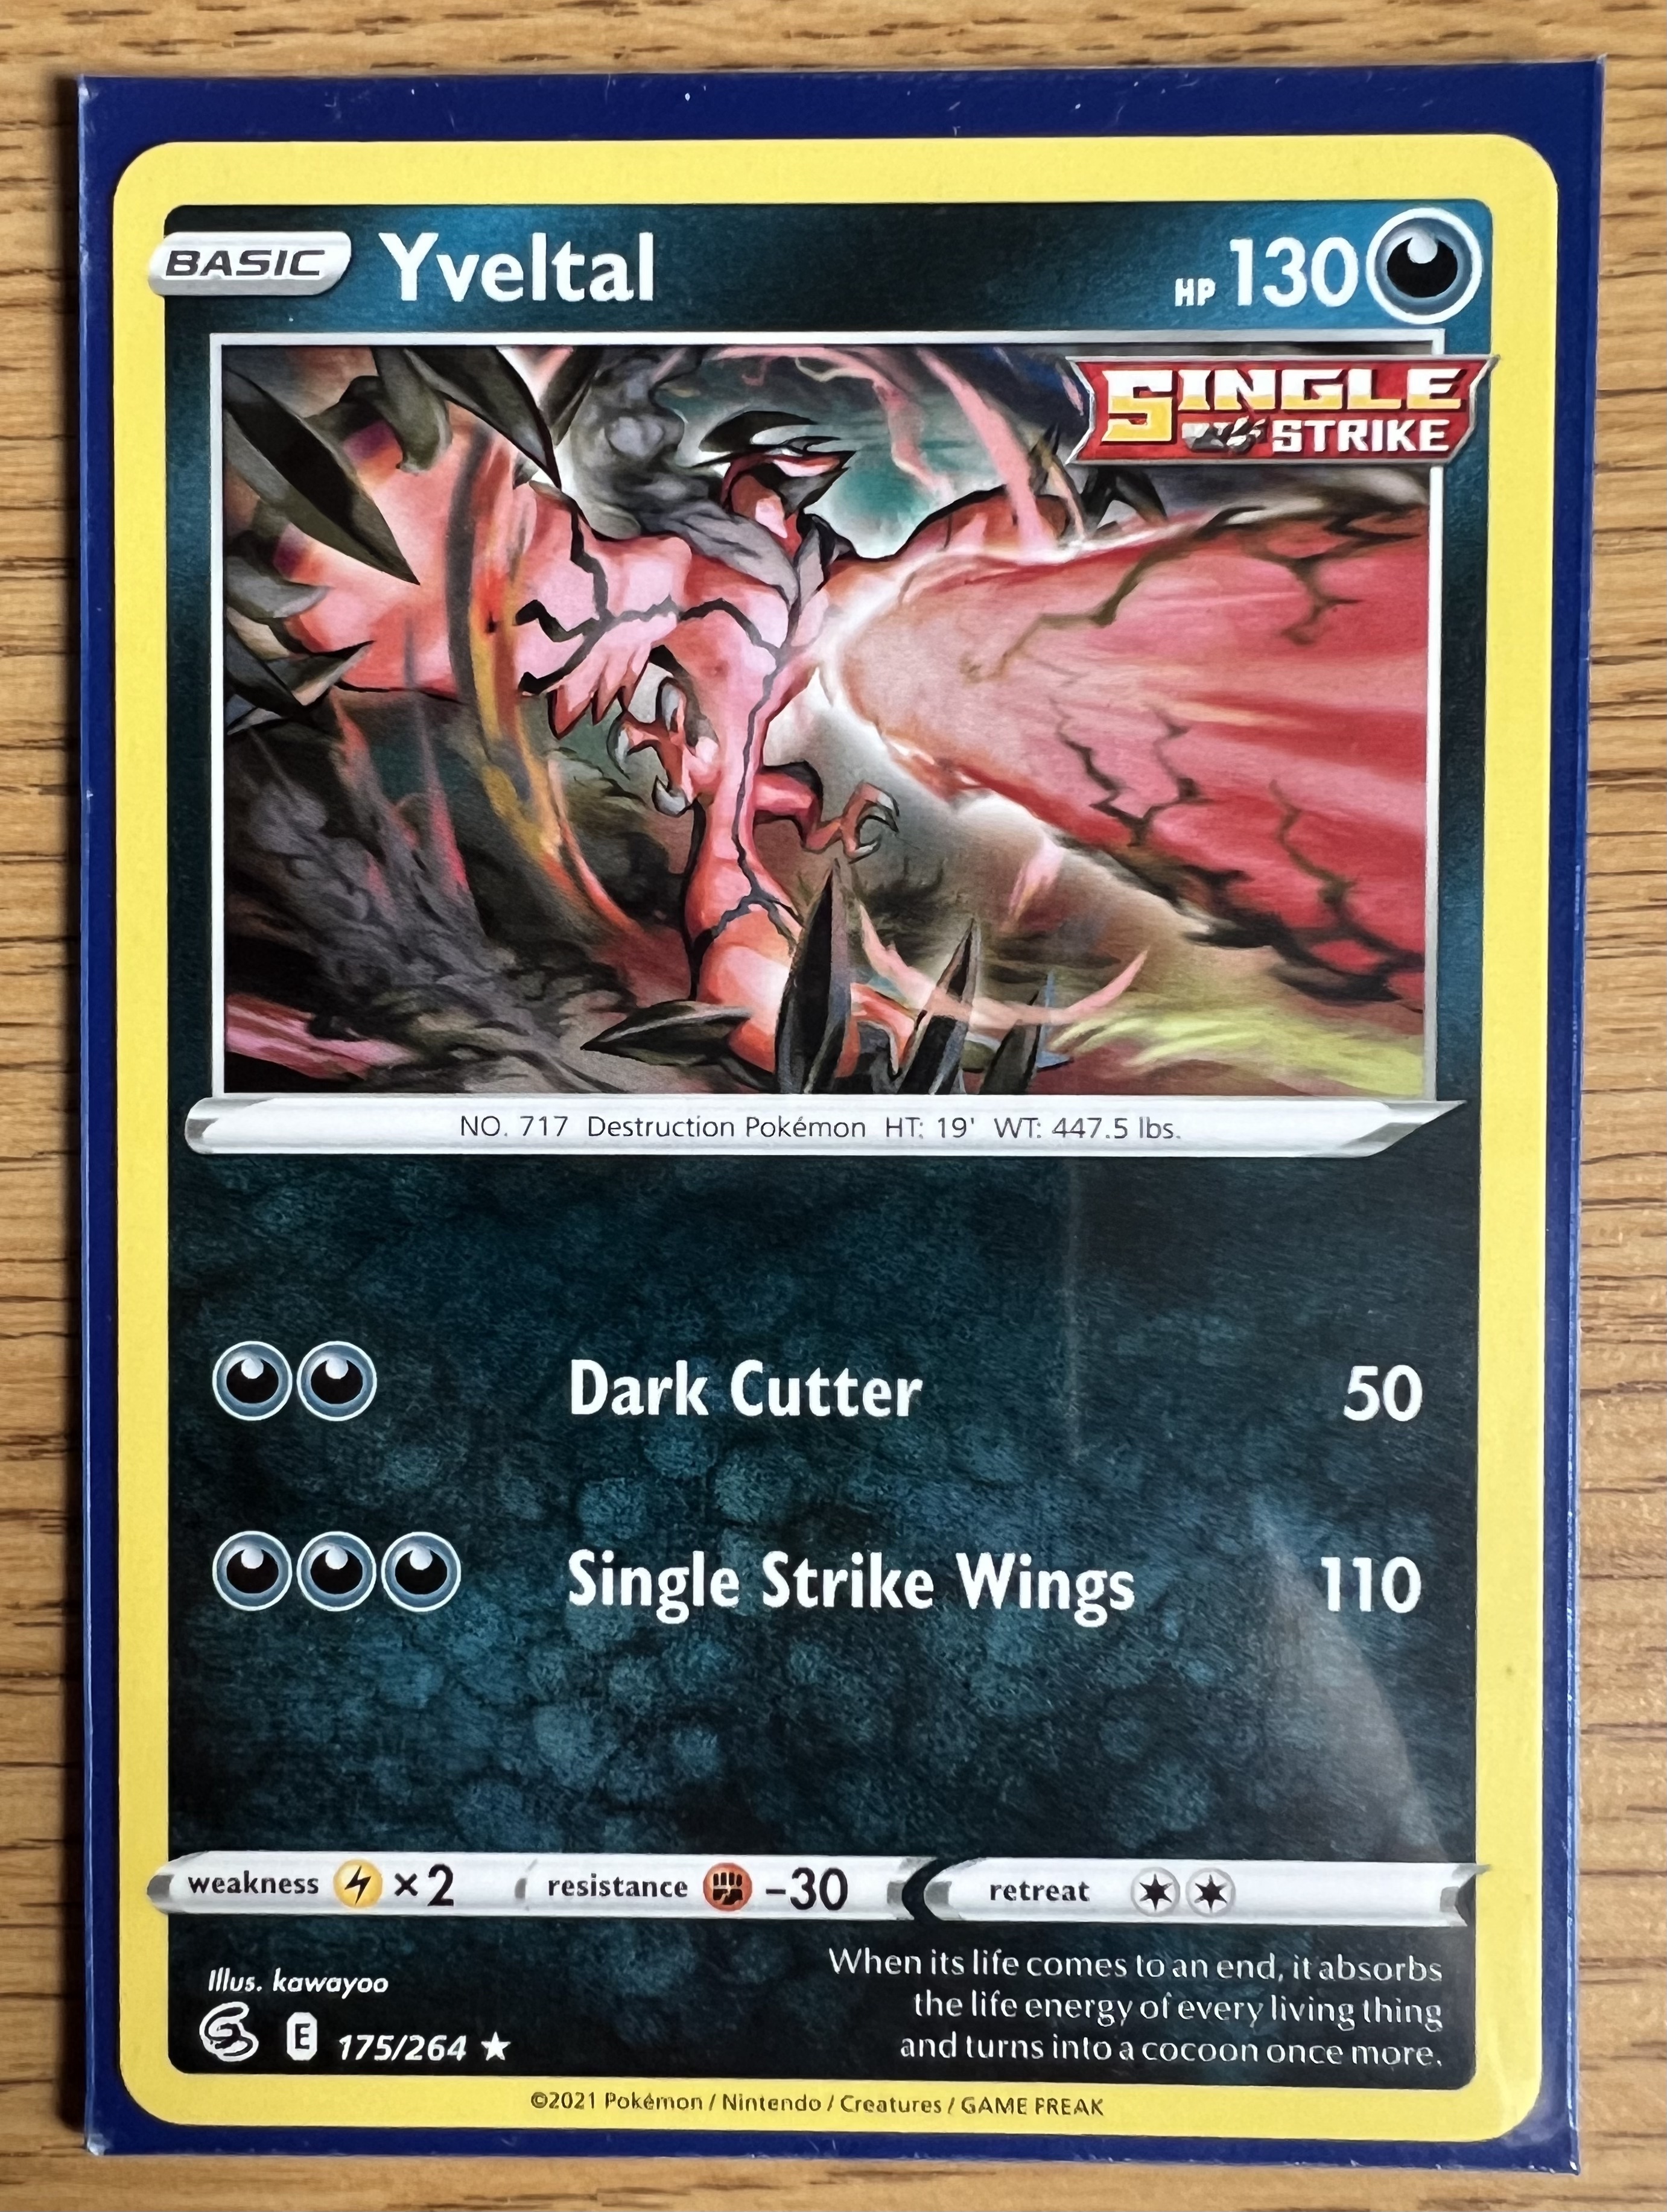 BASIC Yveltal HP 130
SINGLE
STRIKE
NO. 717 Destruction Pokémon HT: 19' WT: 447.5 lbs.
Dark Cutter 50
Single Strike Wings 110
weakness ×2 resistance -30 retreat
When its life comes to an end, it absorbs
the life energy of every living thing
and turns into a cocoon once more.
Illus. kawayoo
E 175/264
©2021 Pokémon / Nintendo / Creatures / GAME FREAK